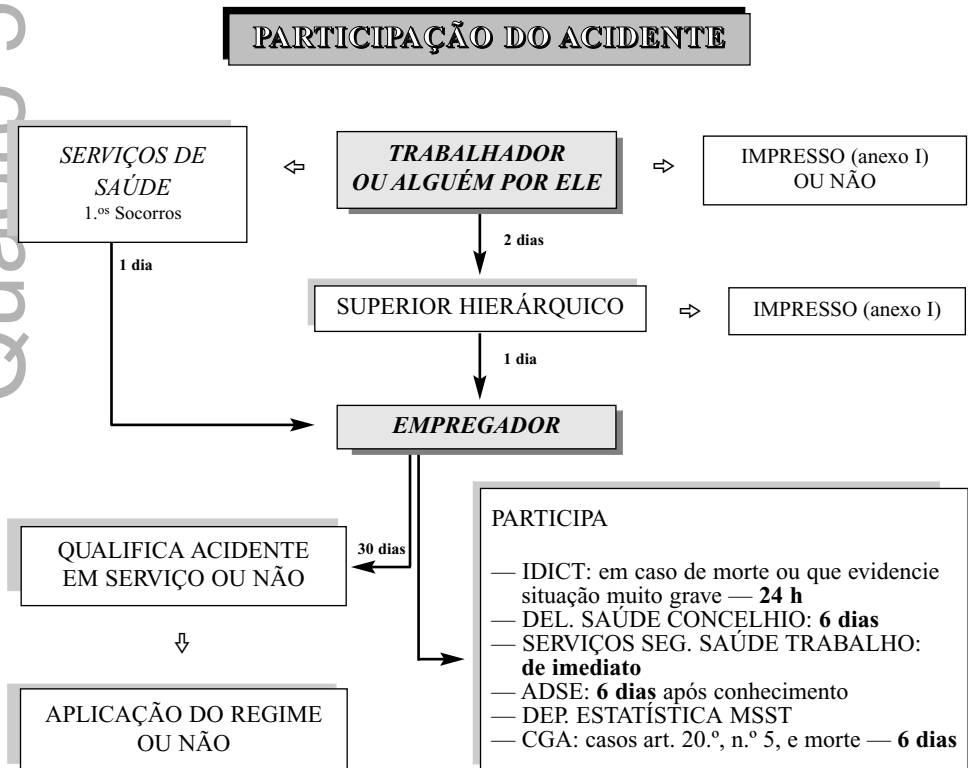 PARTICIPAÇÃO DO ACIDENTE
SERVIÇOS DE
SAÚDE
1.os Socorros
TRABALHADOR
OU ALGUÉM POR ELE
IMPRESSO (anexo I)
OU NÃO
2 dias
1 dia
SUPERIOR HIERÁRQUICO
IMPRESSO (anexo I)
1 dia
EMPREGADOR
30 dias
QUALIFICA ACIDENTE
EM SERVIÇO OU NÃO
APLICAÇÃO DO REGIME
OU NÃO
PARTICIPA
— IDICT: em caso de morte ou que evidencie
situação muito grave — 24 h
— DEL. SAÚDE CONCELHIO: 6 dias
— SERVIÇOS SEG. SAÚDE TRABALHO:
de imediato
— ADSE: 6 dias após conhecimento
— DEP. ESTATÍSTICA MSST
— CGA: casos art. 20.º, n.º 5, e morte — 6 dias